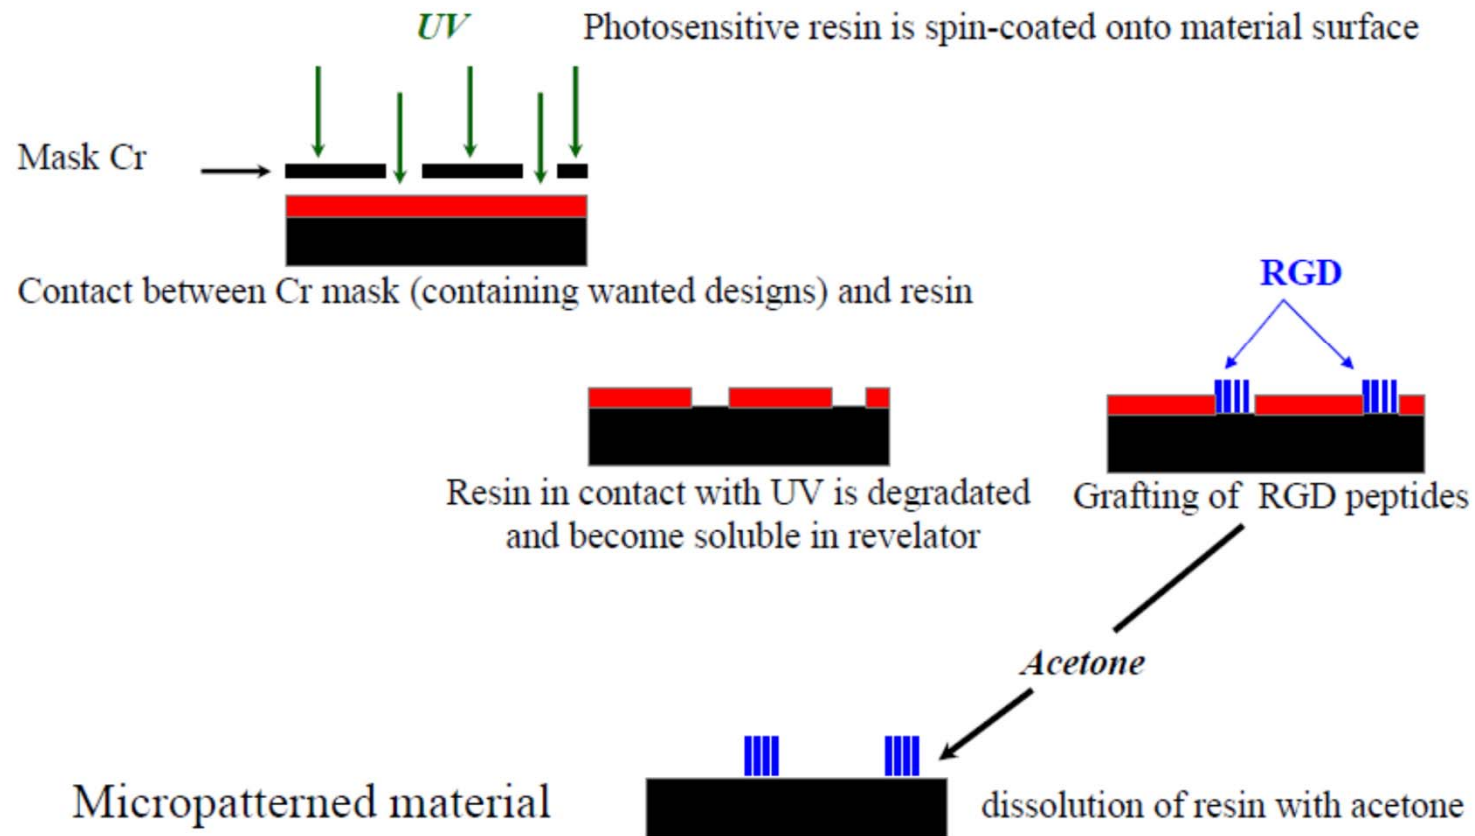 UV
Photosensitive resin is spin-coated onto material surface
Mask Cr
Contact between Cr mask (containing wanted designs) and resin
RGD
Resin in contact with UV is degradated
and become soluble in revelator
Grafting of RGD peptides
Acetone
Micropatterned material
dissolution of resin with acetone